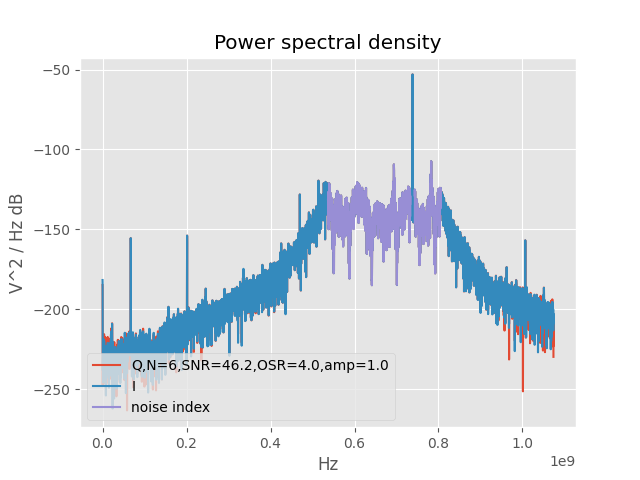 Power spectral density
V^2 / Hz dB
−50
−100
−150
−200
−250
Q,N=6,SNR=46.2,OSR=4.0,amp=1.0
I
noise index
0.0 0.2 0.4 0.6 0.8 1.0
1e9
Hz